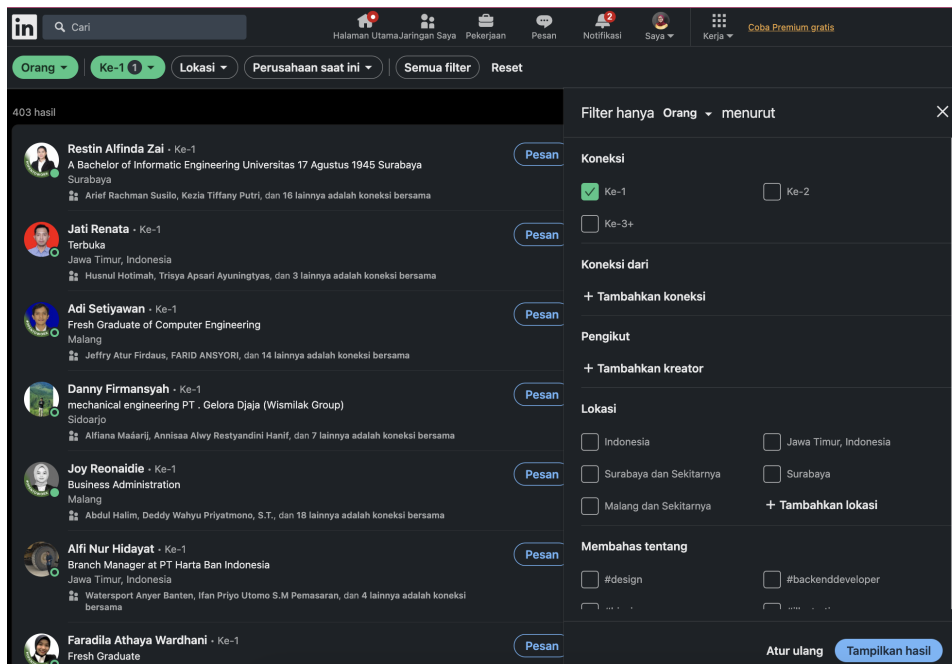 in
Cari
Halaman Utama
Jaringan Saya
Pekerjaan
Pesan
2
Notifikasi
Saya
Kerja
Coba Premium gratis
Orang
Ke-1 1
Lokasi
Perusahaan saat ini
Semua filter
Reset
403 hasil
Restin Alfinda Zai · Ke-1
A Bachelor of Informatic Engineering Universitas 17 Agustus 1945 Surabaya
Surabaya
Arief Rachman Susilo, Kezia Tiffany Putri, dan 16 lainnya adalah koneksi bersama
Pesan
Jati Renata · Ke-1
Terbuka
Jawa Timur, Indonesia
Husnul Hotimah, Trisya Apsari Ayuningtyas, dan 3 lainnya adalah koneksi bersama
Pesan
Adi Setiyawan · Ke-1
Fresh Graduate of Computer Engineering
Malang
Jeffry Atur Firdaus, FARID ANSYORI, dan 14 lainnya adalah koneksi bersama
Pesan
Danny Firmansyah · Ke-1
mechanical engineering PT . Gelora Djaja (Wismilak Group)
Sidoarjo
Alfiana Maáarij, Annisaa Alwy Restyandini Hanif, dan 7 lainnya adalah koneksi bersama
Pesan
Joy Reonaidie · Ke-1
Business Administration
Malang
Abdul Halim, Deddy Wahyu Priyatmono, S.T., dan 18 lainnya adalah koneksi bersama
Pesan
Alfi Nur Hidayat · Ke-1
Branch Manager at PT Harta Ban Indonesia
Jawa Timur, Indonesia
Watersport Anyer Banten, Ifan Priyo Utomo S.M Pemasaran, dan 4 lainnya adalah koneksi
bersama
Pesan
Faradila Athaya Wardhani · Ke-1
Fresh Graduate
Pesan
Filter hanya Orang menurut
Koneksi
Ke-1
Ke-2
Ke-3+
Koneksi dari
+ Tambahkan koneksi
Pengikut
+ Tambahkan kreator
Lokasi
Indonesia
Jawa Timur, Indonesia
Surabaya dan Sekitarnya
Surabaya
Malang dan Sekitarnya
+ Tambahkan lokasi
Membahas tentang
#design
#backenddeveloper
Atur ulang
Tampilkan hasil